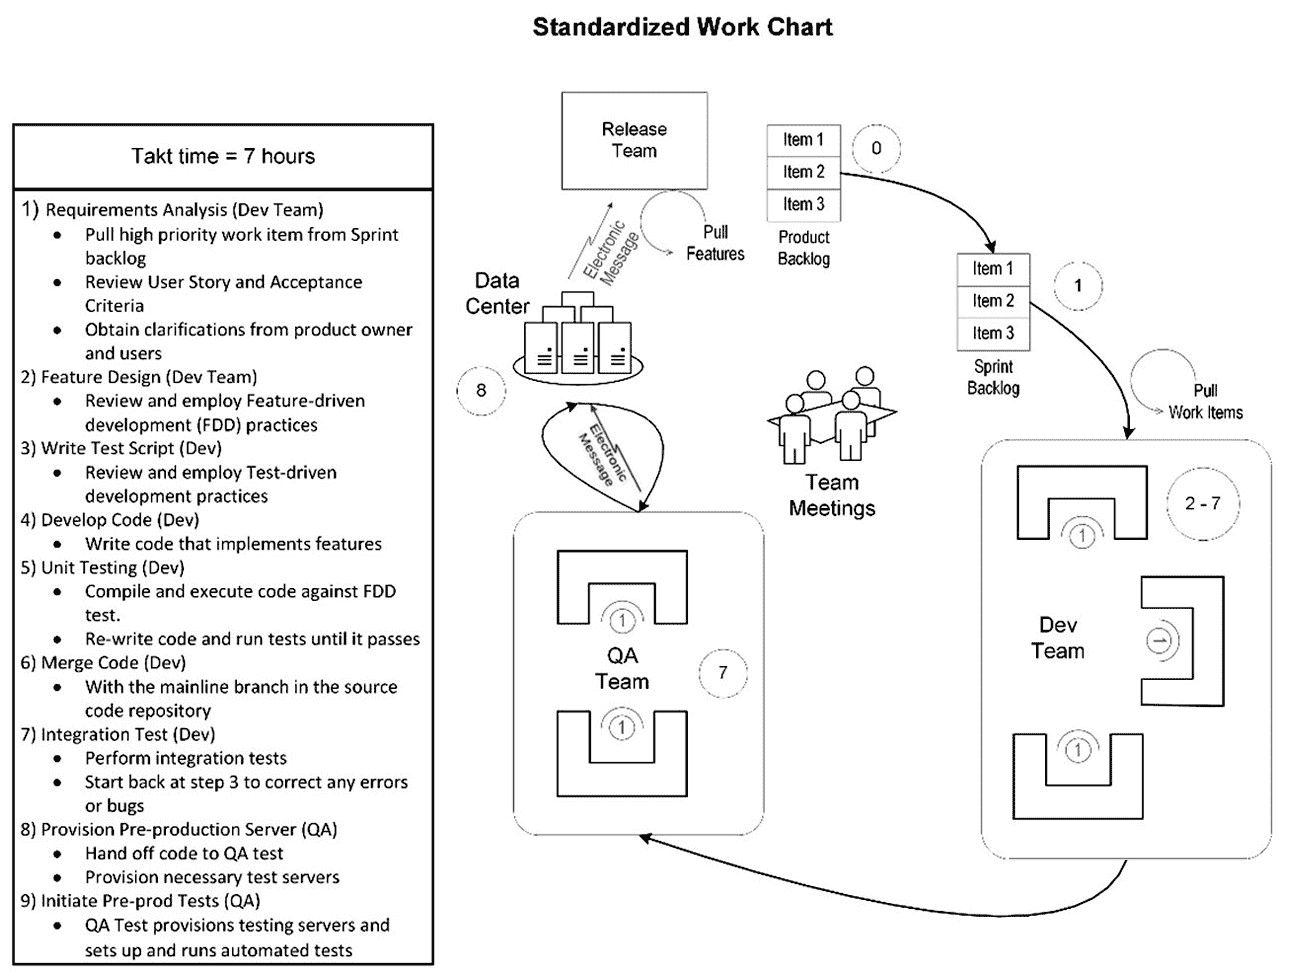 Standardized Work Chart
Takt time = 7 hours
1) Requirements Analysis (Dev Team)
• Pull high priority work item from Sprint
backlog
• Review User Story and Acceptance
Criteria
• Obtain clarifications from product owner
and users
2) Feature Design (Dev Team)
• Review and employ Feature-driven
development (FDD) practices
3) Write Test Script (Dev)
• Review and employ Test-driven
development practices
4) Develop Code (Dev)
• Write code that implements features
5) Unit Testing (Dev)
• Compile and execute code against FDD
test.
• Re-write code and run tests until it passes
6) Merge Code (Dev)
• With the mainline branch in the source
code repository
7) Integration Test (Dev)
• Perform integration tests
• Start back at step 3 to correct any errors
or bugs
8) Provision Pre-production Server (QA)
• Hand off code to QA test
• Provision necessary test servers
9) Initiate Pre-prod Tests (QA)
• QA Test provisions testing servers and
sets up and runs automated tests
Release
Team
Electronic
Message
Pull
Features
Item 1
Item 2
Item 3
Product
Backlog
0
Item 1
Item 2
Item 3
Sprint
Backlog
1
Pull
Work Items
Data
Center
8
Electronic
Message
Team
Meetings
1
QA
Team
1
7
2 - 7
1
Dev
Team
1
1